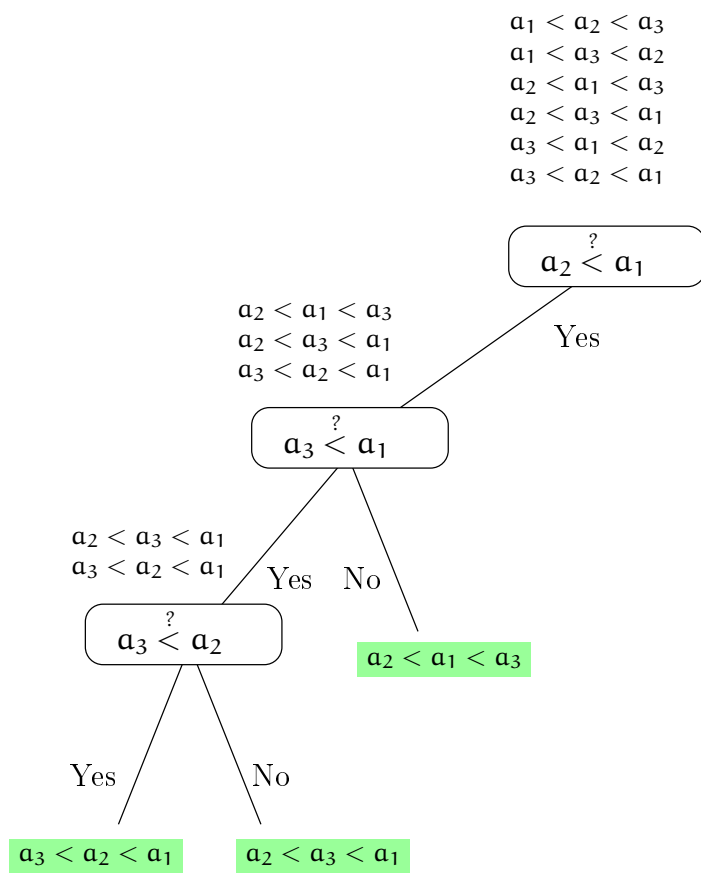 a₁ < a₂ < a₃
a₁ < a₃ < a₂
a₂ < a₁ < a₃
a₂ < a₃ < a₁
a₃ < a₁ < a₂
a₃ < a₂ < a₁
?
a₂ < a₁
Yes
a₂ < a₁ < a₃
a₂ < a₃ < a₁
a₃ < a₂ < a₁
?
a₃ < a₁
Yes No
a₂ < a₃ < a₁
a₃ < a₂ < a₁
?
a₃ < a₂
a₂ < a₁ < a₃
Yes No
a₃ < a₂ < a₁
a₂ < a₃ < a₁